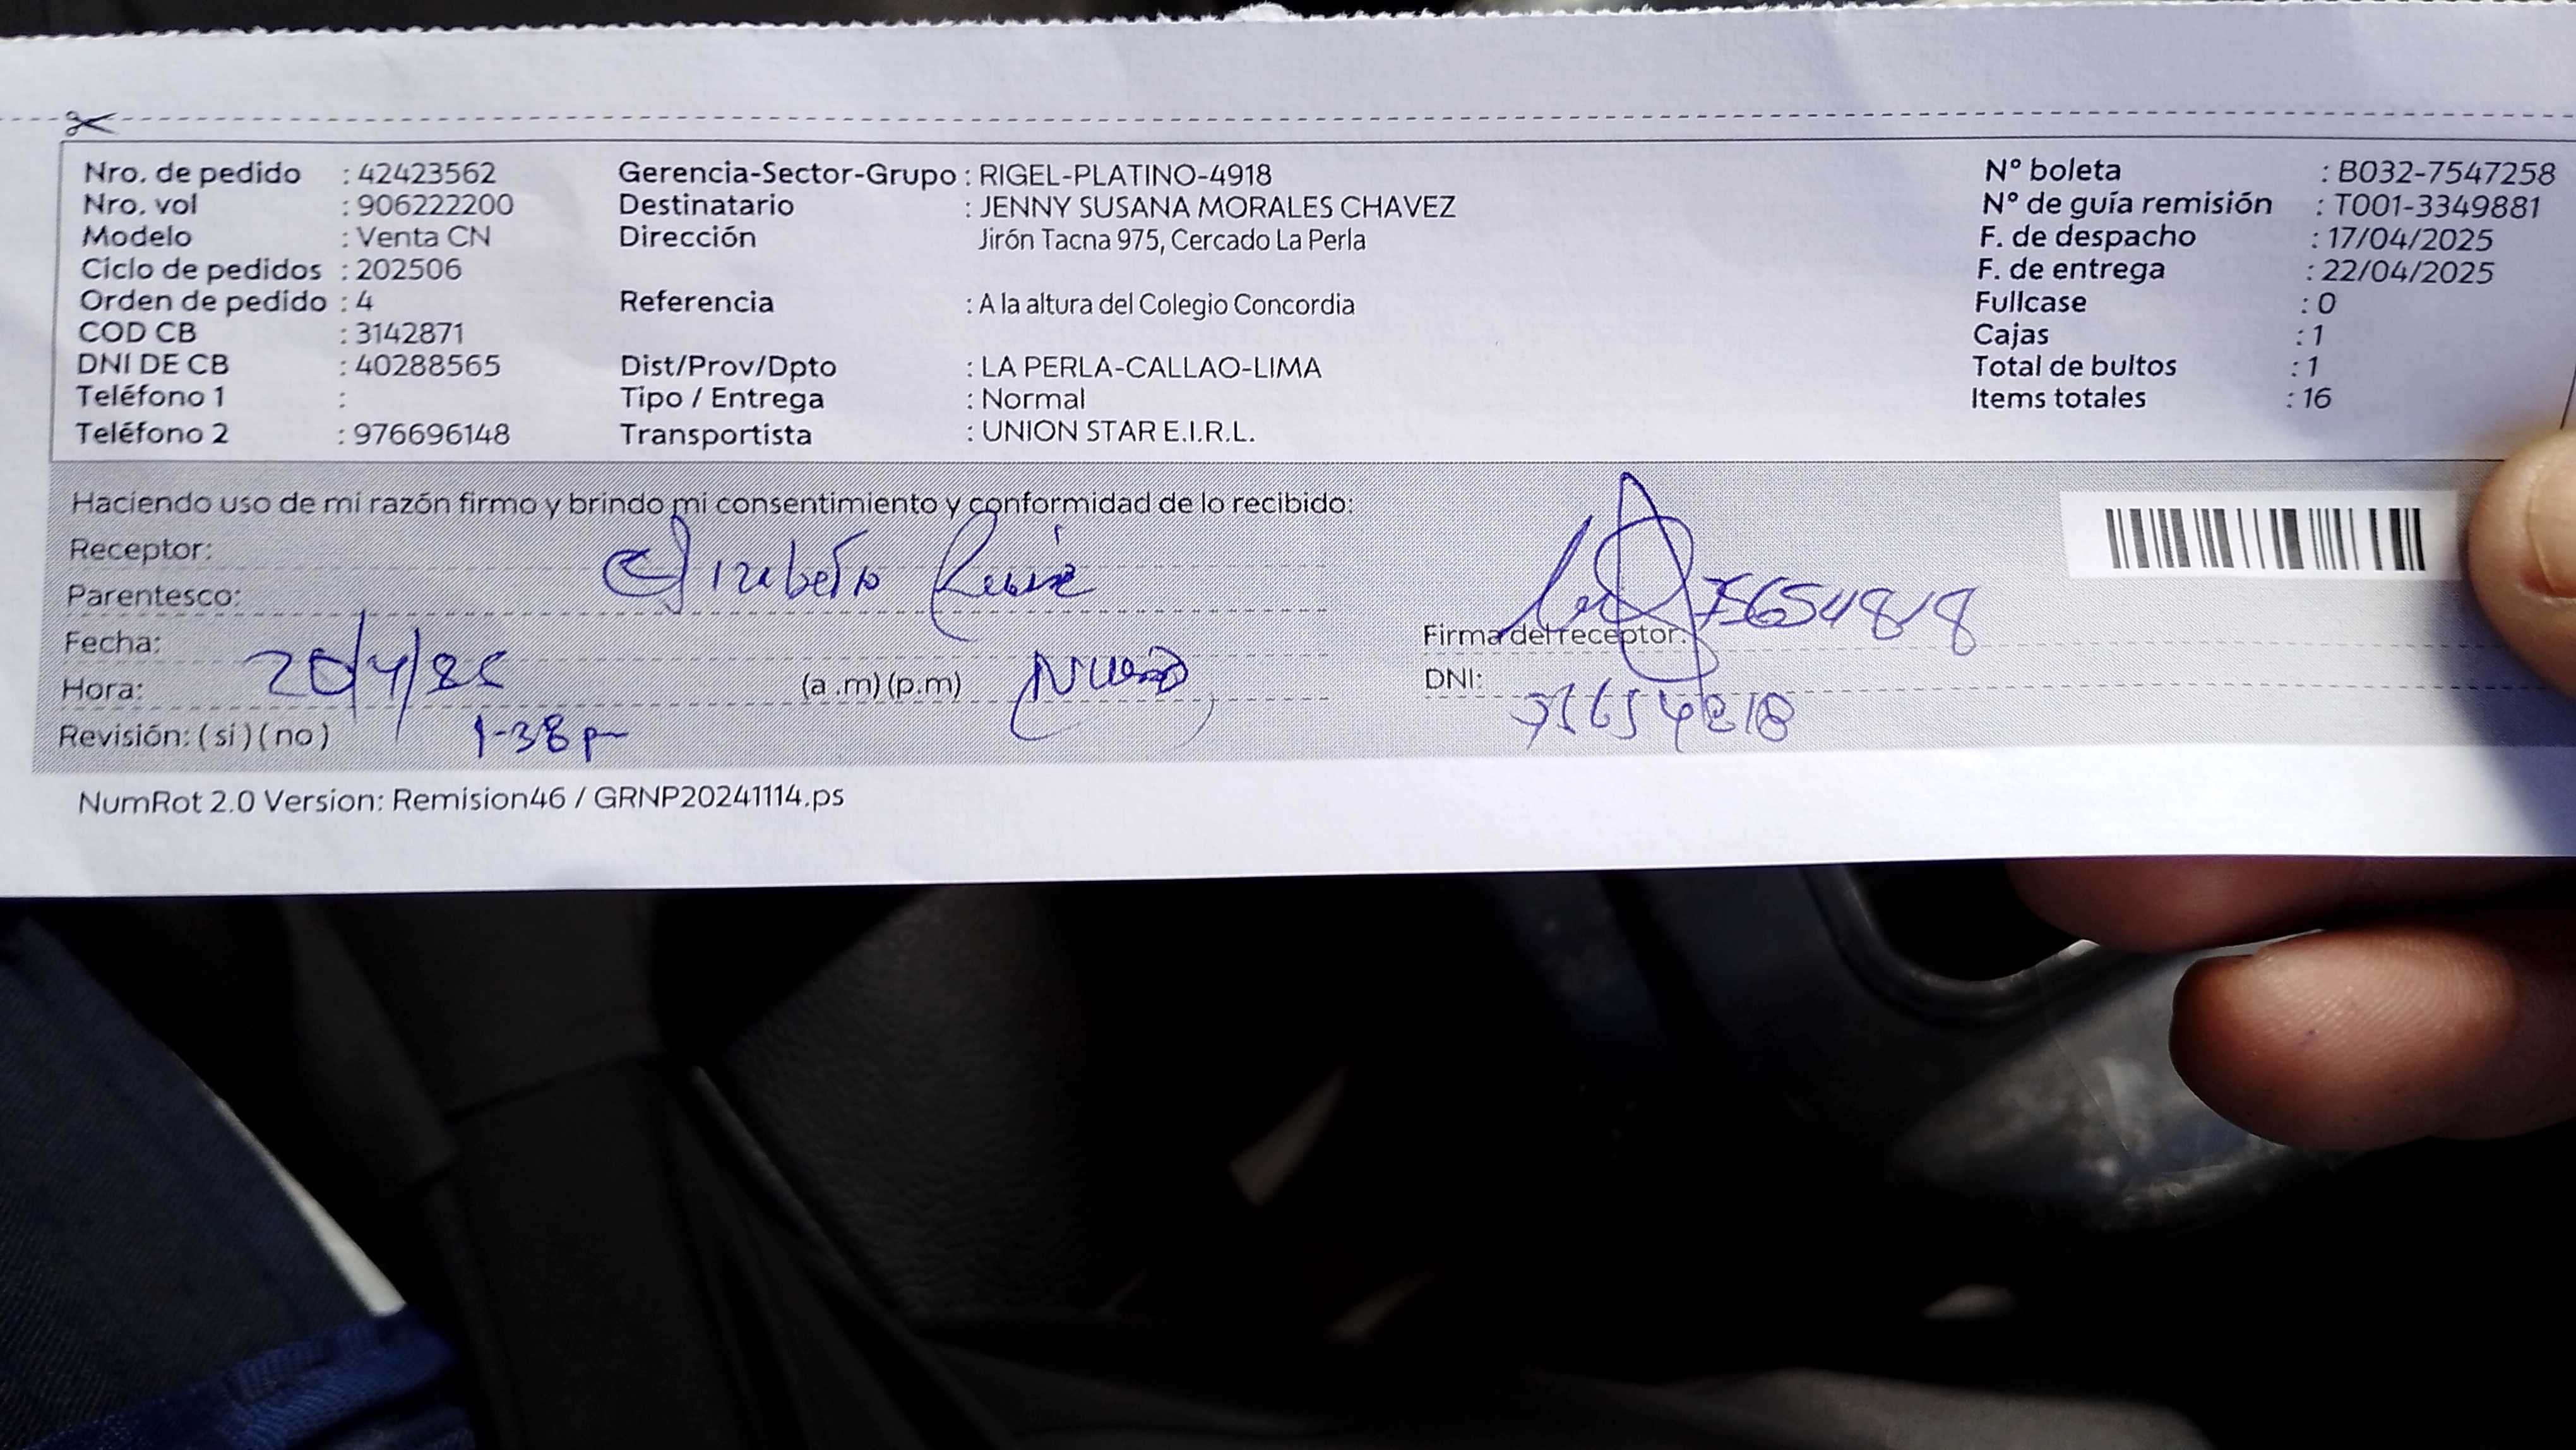 Nro. de pedido : 42423562 Gerencia-Sector-Grupo : RIGEL-PLATINO-4918 N° boleta : B032-7547258
Nro. vol : 906222200 Destinatario : JENNY SUSANA MORALES CHAVEZ N° de guía remisión : T001-3349881
Modelo : Venta CN Dirección Jirón Tacna 975, Cercado La Perla F. de despacho : 17/04/2025
Ciclo de pedidos : 202506 F. de entrega : 22/04/2025
Orden de pedido : 4 Referencia : A la altura del Colegio Concordia Fullcase : 0
COD CB : 3142871 Cajas : 1
DNI DE CB : 40288565 Dist/Prov/Dpto : LA PERLA-CALLAO-LIMA Total de bultos : 1
Teléfono 1 : Tipo / Entrega : Normal Items totales : 16
Teléfono 2 : 976696148 Transportista : UNION STAR E.I.R.L.
Haciendo uso de mi razón firmo y brindo mi consentimiento y conformidad de lo recibido:
Receptor: Elizabeth Ruiz
Parentesco:
Fecha: Firma del receptor:
Hora: (a .m) (p.m) DNI:
Revisión: ( si ) ( no ) 1-38 pm
NumRot 2.0 Version: Remision46 / GRNP20241114.ps